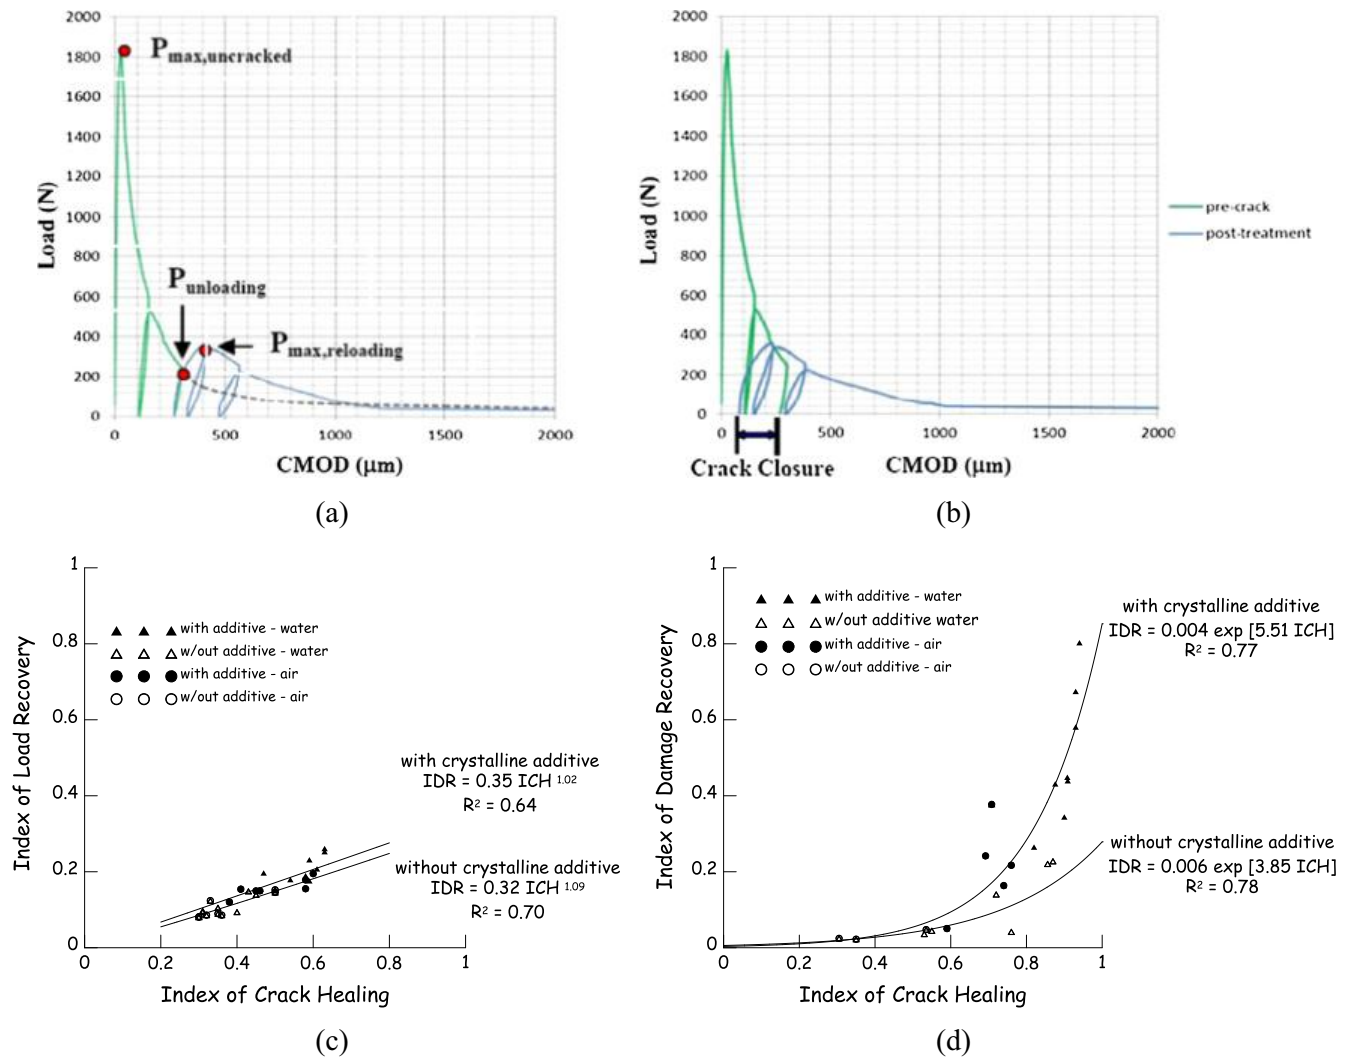 2000
1800
1600
1400
1200
1000
800
600
400
200
0
Load (N)
P max,uncracked
P unloading
P max,reloading
0 500 1000 1500 2000
CMOD (μm)
(a)
2000
1800
1600
1400
1200
1000
800
600
400
200
0
Load (N)
pre-crack
post-treatment
0 500 1000 1500 2000
Crack Closure CMOD (μm)
(b)
1
0.8
0.6
0.4
0.2
0
Index of Load Recovery
with additive - water
w/out additive - water
with additive - air
w/out additive - air
with crystalline additive
IDR = 0.35 ICH 1.02
R2 = 0.64
without crystalline additive
IDR = 0.32 ICH 1.09
R2 = 0.70
0 0.2 0.4 0.6 0.8 1
Index of Crack Healing
(c)
1
0.8
0.6
0.4
0.2
0
Index of Damage Recovery
with additive - water
w/out additive water
with additive - air
w/out additive - air
with crystalline additive
IDR = 0.004 exp [5.51 ICH]
R2 = 0.77
without crystalline additive
IDR = 0.006 exp [3.85 ICH]
R2 = 0.78
0 0.2 0.4 0.6 0.8 1
Index of Crack Healing
(d)